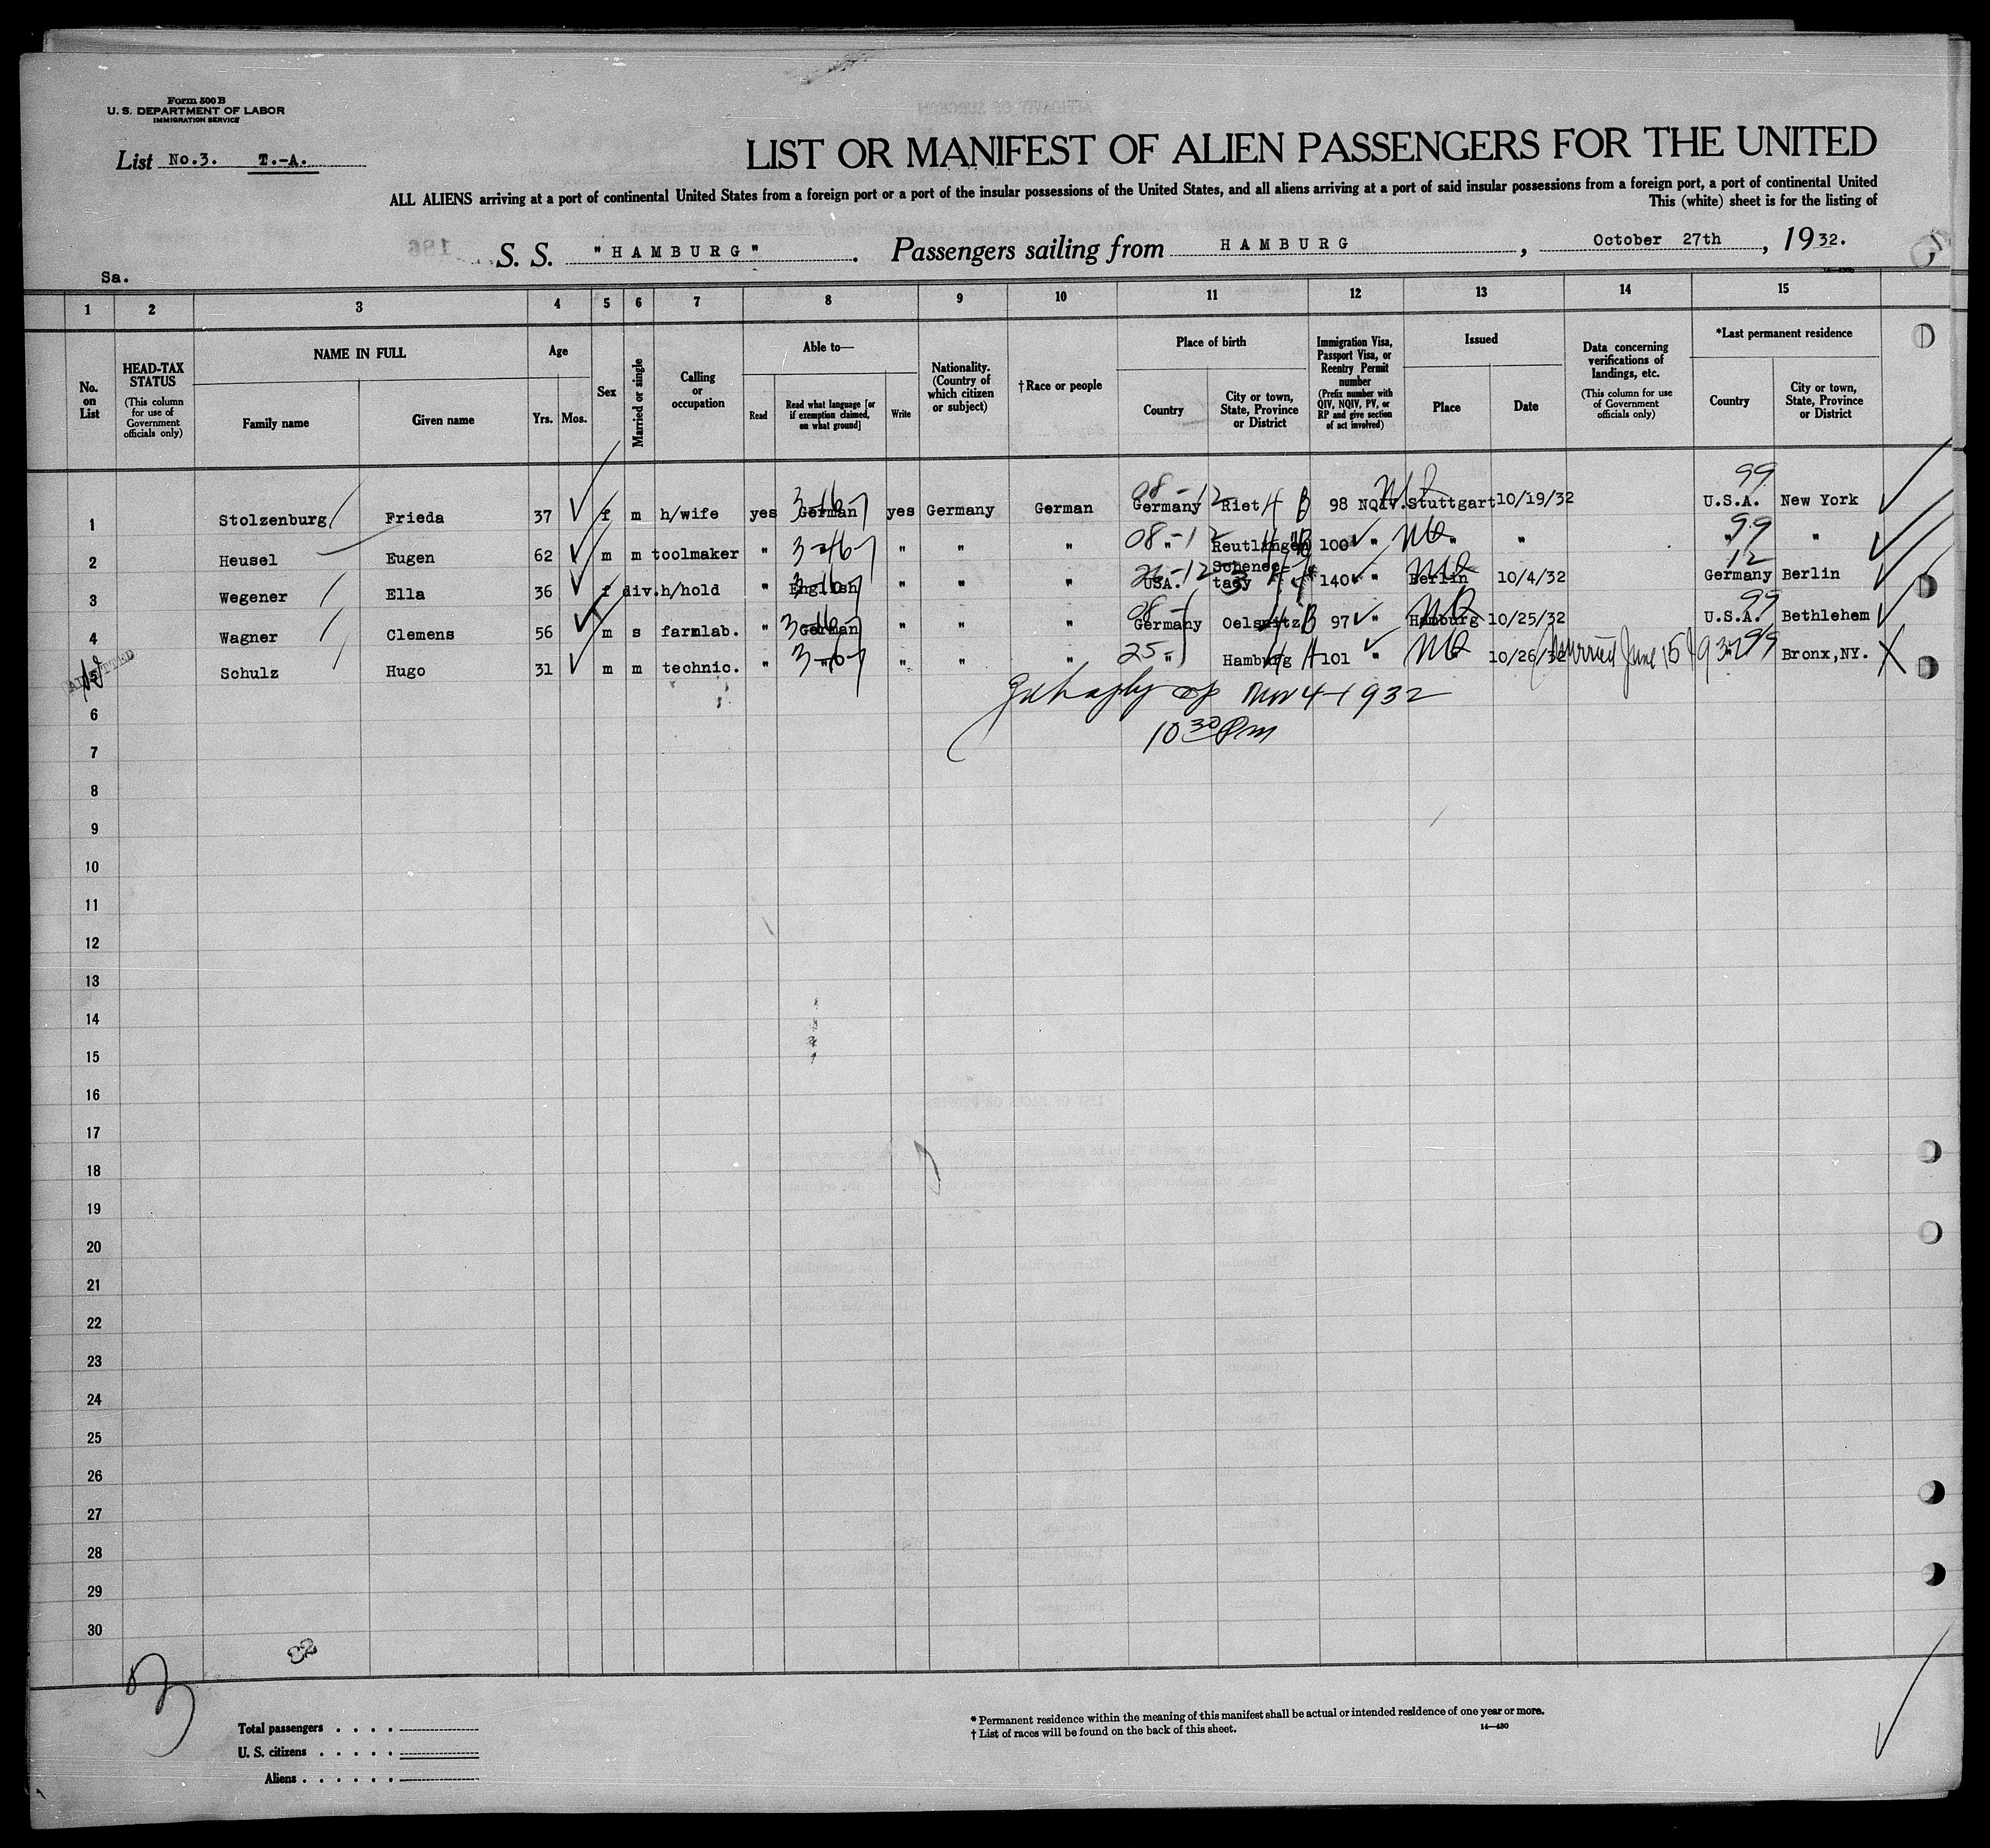 Form 500 B
U. S. DEPARTMENT OF LABOR
IMMIGRATION SERVICE
List No.3. T.-A.
LIST OR MANIFEST OF ALIEN PASSENGERS FOR THE UNITED
ALL ALIENS arriving at a port of continental United States from a foreign port or a port of the insular possessions of the United States, and all aliens arriving at a port of said insular possessions from a foreign port, a port of continental United
This (white) sheet is for the listing of
S. S. "HAMBURG" . Passengers sailing from HAMBURG , October 27th , 1932.
Sa.
1 2 3 4 5 6 7 8 9 10 11 12 13 14 15
No. on List
HEAD-TAX STATUS (This column for use of Government officials only)
NAME IN FULL Family name Given name
Age Yrs. Mos.
Sex
Married or single
Calling or occupation
Able to— Read Read what language [or if exemption claimed, on what ground] Write
Nationality. (Country of which citizen or subject)
† Race or people
Place of birth Country City or town, State, Province or District
Immigration Visa, Passport Visa, or Reentry Permit number (Prefix number with QIV, NQIV, PV, or RP and give section of act involved)
Issued Place Date
Data concerning verifications of landings, etc. (This column for use of Government officials only)
*Last permanent residence Country City or town, State, Province or District
1 Stolzenburg Frieda 37 f m h/wife yes German yes Germany German Germany Riet 98 NQIV. Stuttgart 10/19/32 U.S.A. New York
2 Heusel Eugen 62 m m toolmaker " " " " " " Reutlingen 100 " " " " "
3 Wegener Ella 36 f div. h/hold " English " " " USA. Schenectady 140 " Berlin 10/4/32 Germany Berlin
4 Wagner Clemens 56 m s farmlab. " German " " " Germany Oelsnitz 97 " Hamburg 10/25/32 U.S.A. Bethlehem
5 Schulz Hugo 31 m m technic. " " " " " " Hamburg 101 " 10/26/32 married June 15 1932 " Bronx,NY.
ADMITTED
Nov 4-1932
10 30 Pm
6
7
8
9
10
11
12
13
14
15
16
17
18
19
20
21
22
23
24
25
26
27
28
29
30
3
Total passengers . . . .
U. S. citizens . . . . .
Aliens . . . . . .
* Permanent residence within the meaning of this manifest shall be actual or intended residence of one year or more.
† List of races will be found on the back of this sheet.
14—430